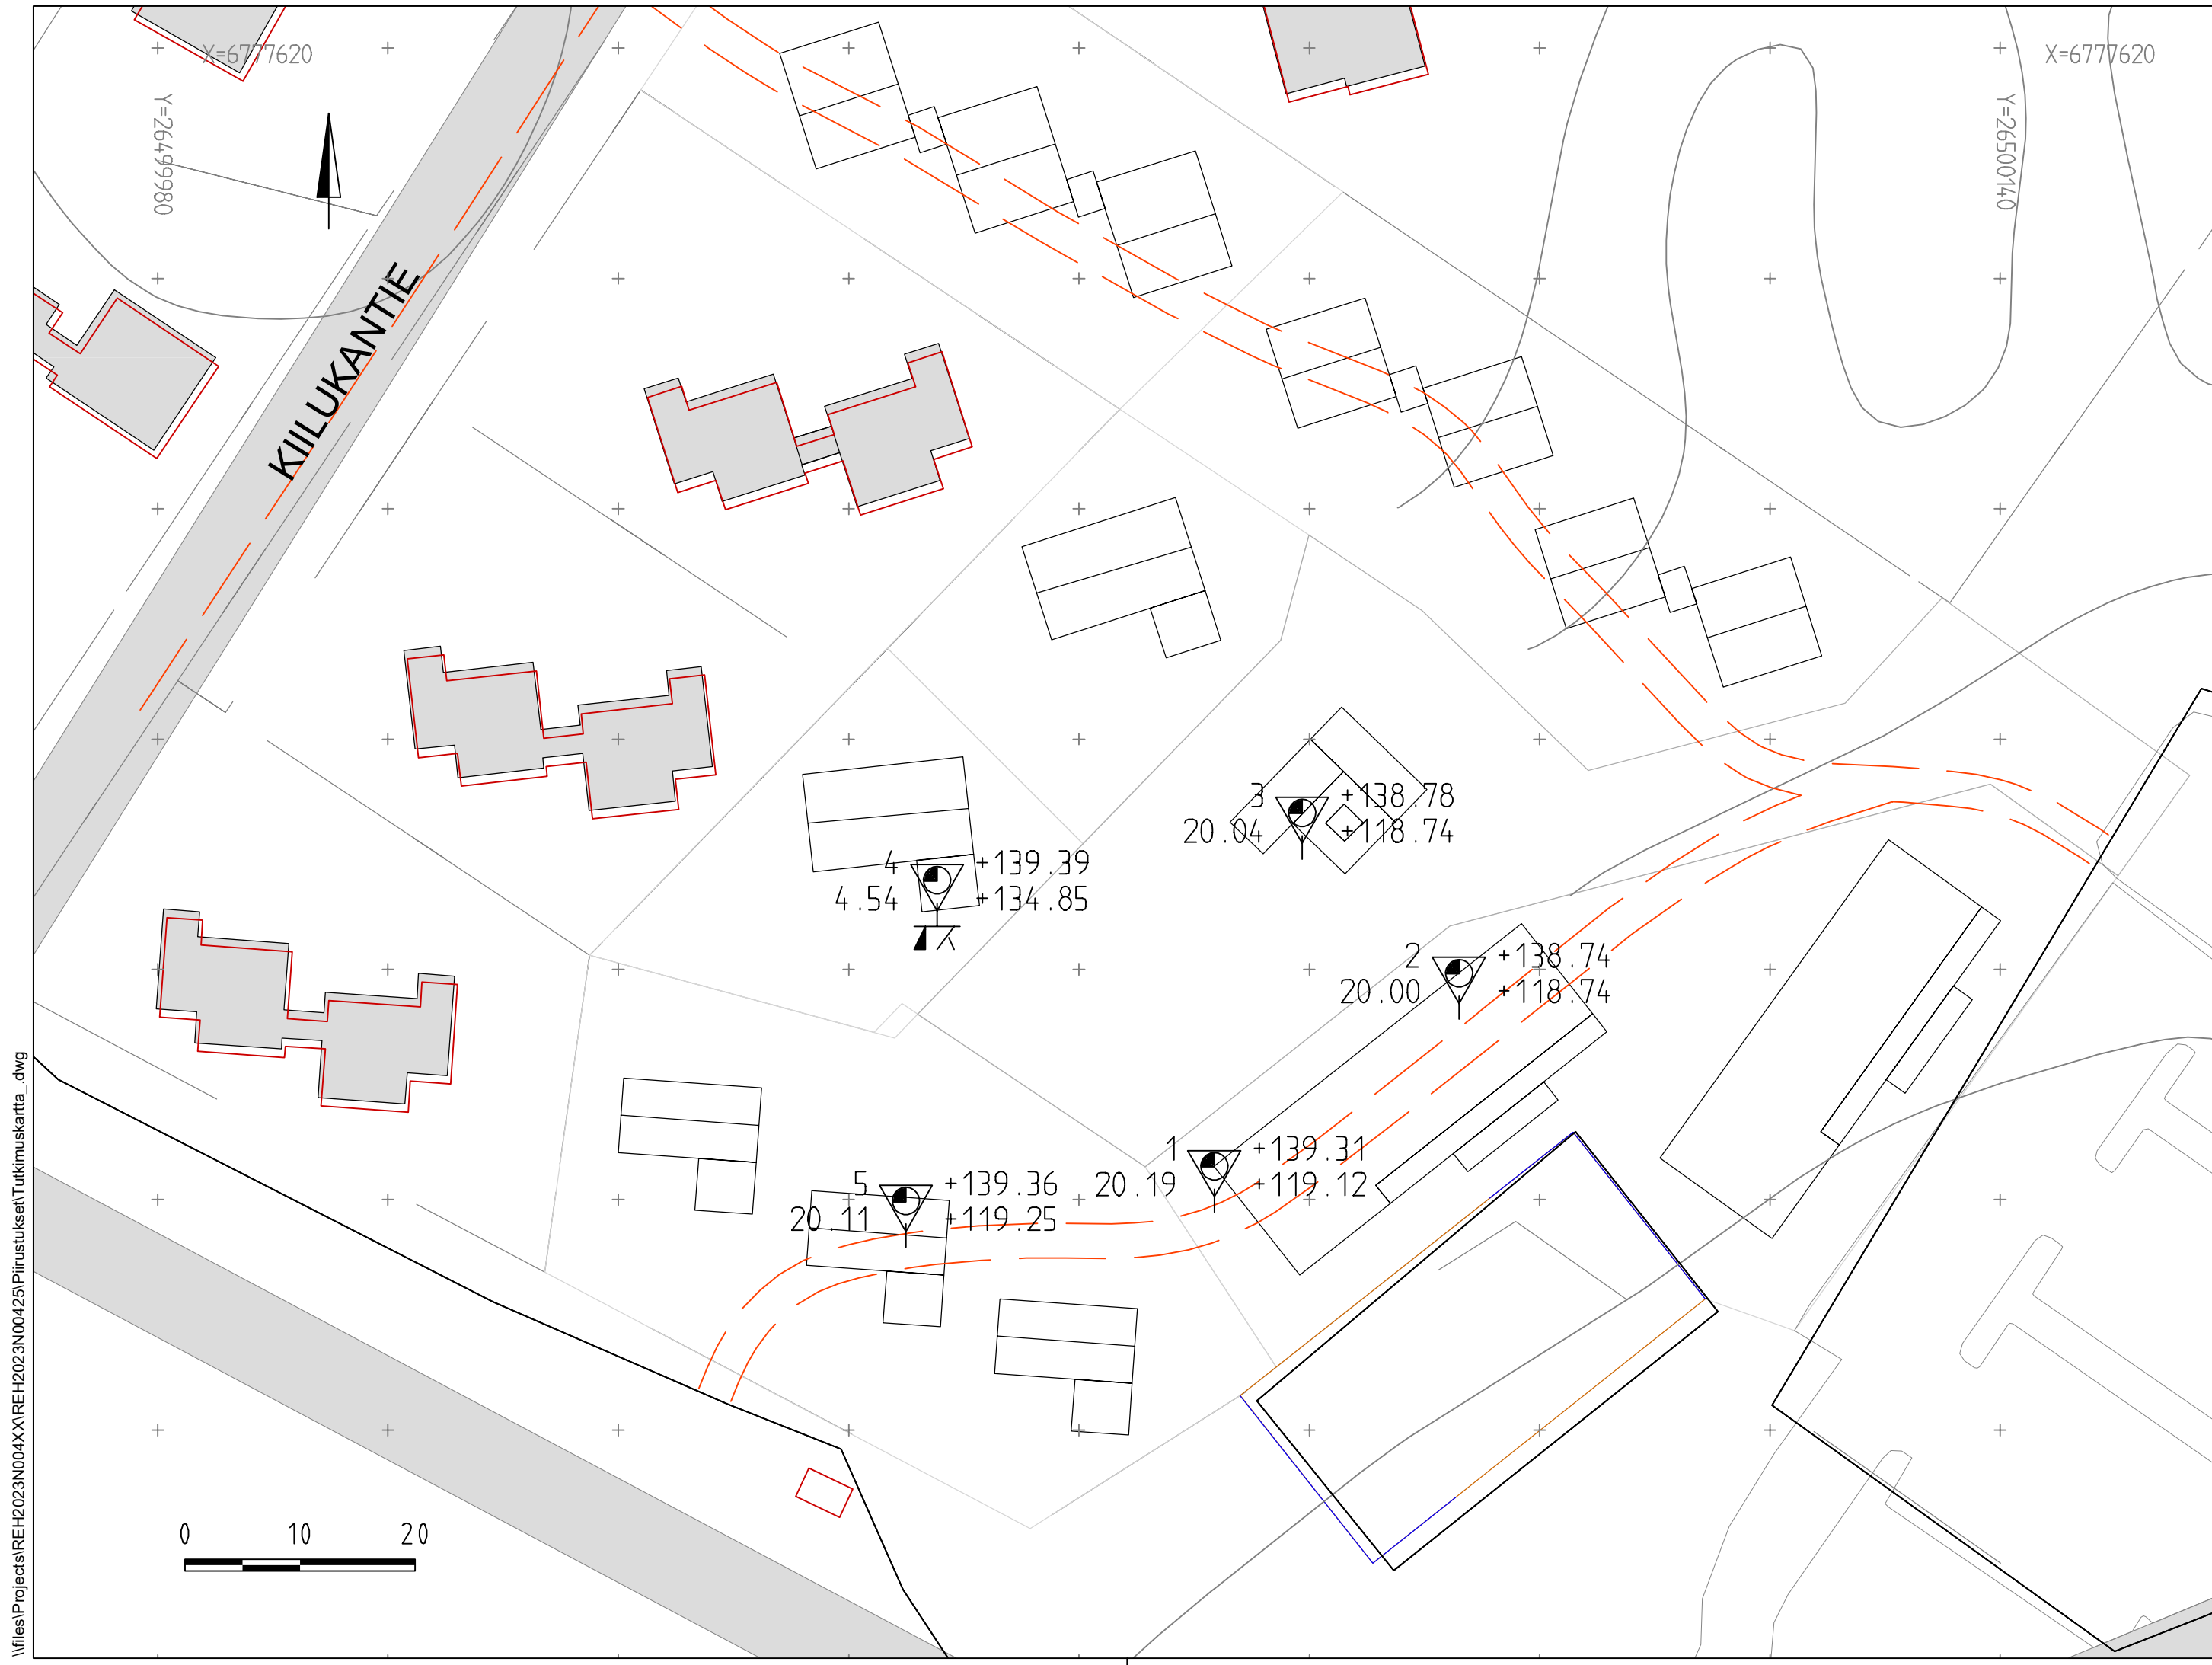 X=6777620
X=6777620
Y=26499980
Y=26500140
KIILUKANTIE
3
+138.78
20.04
+118.74
4
+139.39
4.54
+134.85
2
+138.74
20.00
+118.74
1
+139.31
20.19
+119.12
5
+139.36
20.11
+119.25
0 10 20
\\files\Projects\REH2023N004XX\REH2023N00425\Piirustukset\Tutkimuskartta_.dwg